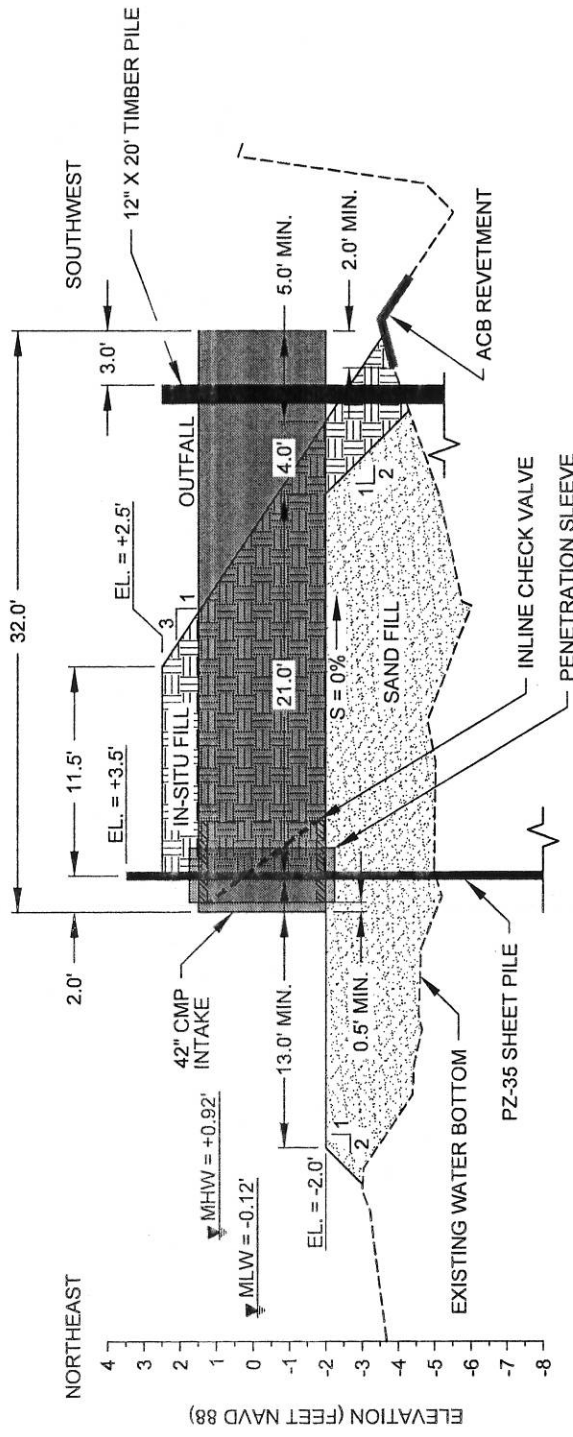 NORTHEAST
SOUTHWEST
32.0'
3.0'
12" X 20' TIMBER PILE
2.0'
11.5'
EL. = +3.5'
EL. = +2.5'
3
1
OUTFALL
5.0' MIN.
42" CMP
INTAKE
IN-SITU FILL
MHW = +0.92'
MLW = -0.12'
13.0' MIN.
21.0'
4.0'
2.0' MIN.
EL. = -2.0'
1
2
0.5' MIN.
S = 0%
SAND FILL
1
2
ACB REVETMENT
EXISTING WATER BOTTOM
PZ-35 SHEET PILE
INLINE CHECK VALVE
PENETRATION SLEEVE
ELEVATION (FEET NAVD 88)
4
3
2
1
0
-1
-2
-3
-4
-5
-6
-7
-8